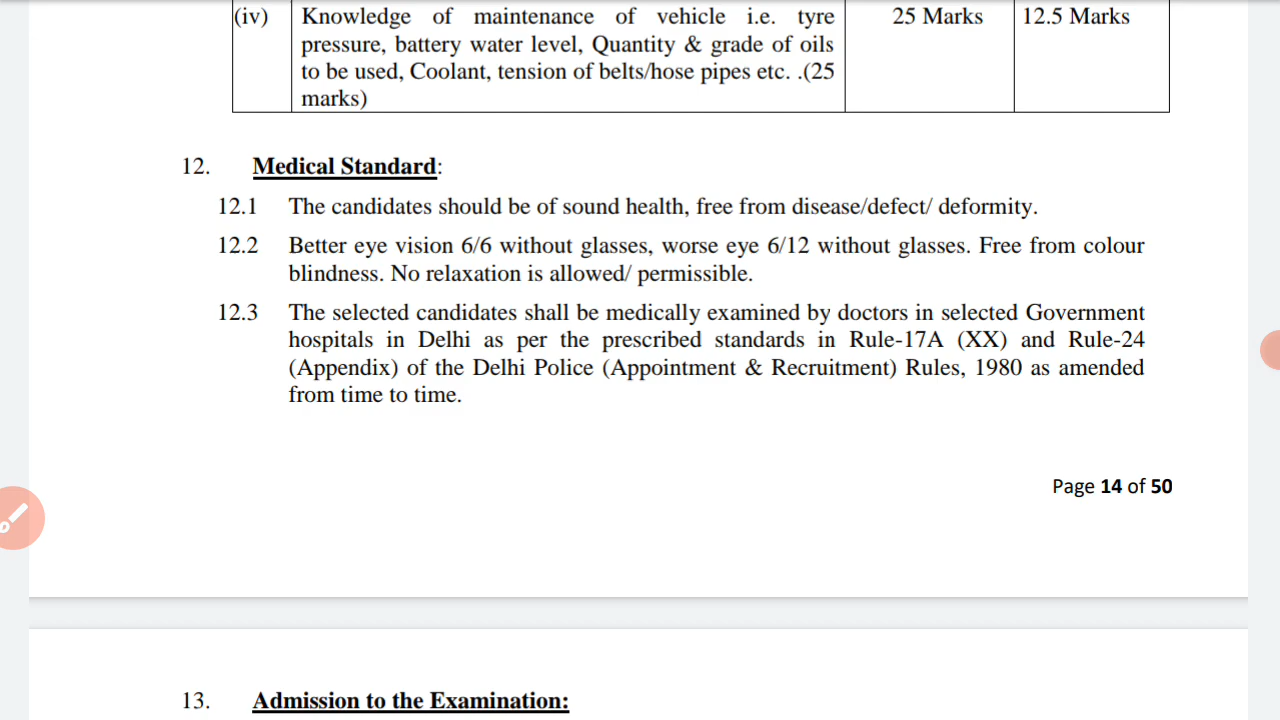 (iv) Knowledge of maintenance of vehicle i.e. tyre 25 Marks 12.5 Marks
pressure, battery water level, Quantity & grade of oils
to be used, Coolant, tension of belts/hose pipes etc. .(25
marks)
12. Medical Standard:
12.1 The candidates should be of sound health, free from disease/defect/ deformity.
12.2 Better eye vision 6/6 without glasses, worse eye 6/12 without glasses. Free from colour
blindness. No relaxation is allowed/ permissible.
12.3 The selected candidates shall be medically examined by doctors in selected Government
hospitals in Delhi as per the prescribed standards in Rule-17A (XX) and Rule-24
(Appendix) of the Delhi Police (Appointment & Recruitment) Rules, 1980 as amended
from time to time.
Page 14 of 50
13. Admission to the Examination: